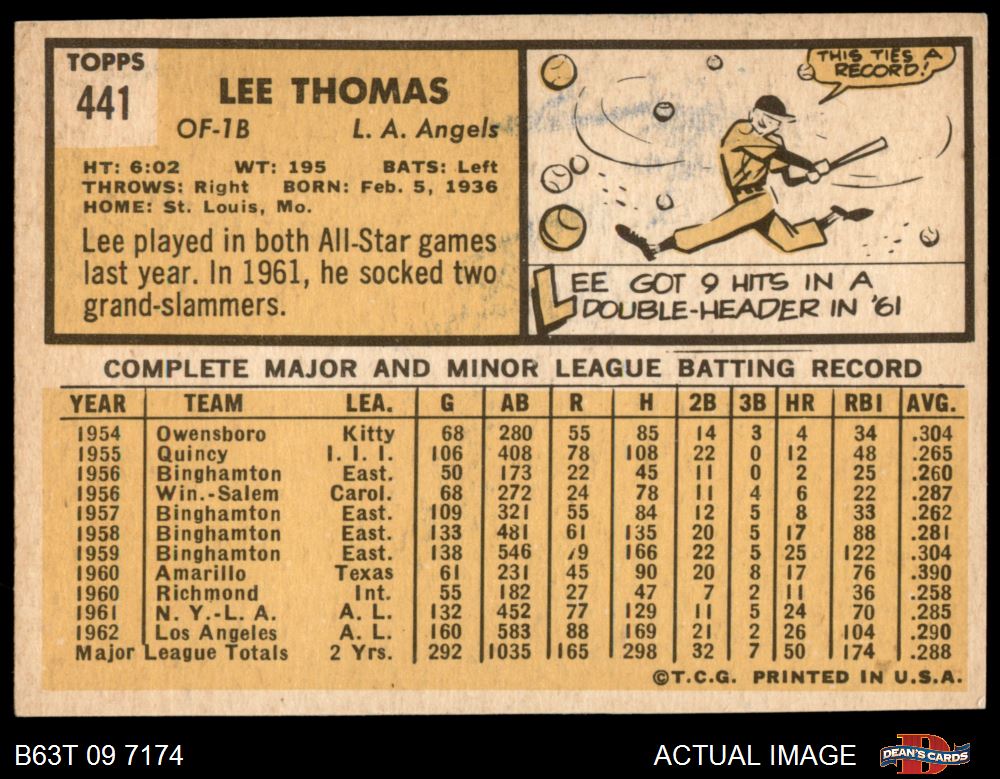 TOPPS
441
LEE THOMAS
OF-1B L. A. Angels
HT: 6:02 WT: 195 BATS: Left
THROWS: Right BORN: Feb. 5, 1936
HOME: St. Louis, Mo.
Lee played in both All-Star games
last year. In 1961, he socked two
grand-slammers.
THIS TIES A
RECORD!
LEE GOT 9 HITS IN A
DOUBLE-HEADER IN '61
COMPLETE MAJOR AND MINOR LEAGUE BATTING RECORD
YEAR TEAM LEA. G AB R H 2B 3B HR RBI AVG.
1954 Owensboro Kitty 68 280 55 85 14 3 4 34 .304
1955 Quincy I. I. I. 106 408 78 108 22 0 12 48 .265
1956 Binghamton East. 50 173 22 45 11 0 2 25 .260
1956 Win.-Salem Carol. 68 272 24 78 11 4 6 22 .287
1957 Binghamton East. 109 321 55 84 12 5 8 33 .262
1958 Binghamton East. 133 481 61 135 20 5 17 88 .281
1959 Binghamton East. 138 546 166 22 5 25 122 .304
1960 Amarillo Texas 61 231 45 90 20 8 17 76 .390
1960 Richmond Int. 55 182 27 47 7 2 11 36 .258
1961 N. Y.-L. A. A. L. 132 452 77 129 11 5 24 70 .285
1962 Los Angeles A. L. 160 583 88 169 21 2 26 104 .290
Major League Totals 2 Yrs. 292 1035 165 298 32 7 50 174 .288
©T.C.G. PRINTED IN U.S.A.
B63T 09 7174 ACTUAL IMAGE DEAN'S CARDS